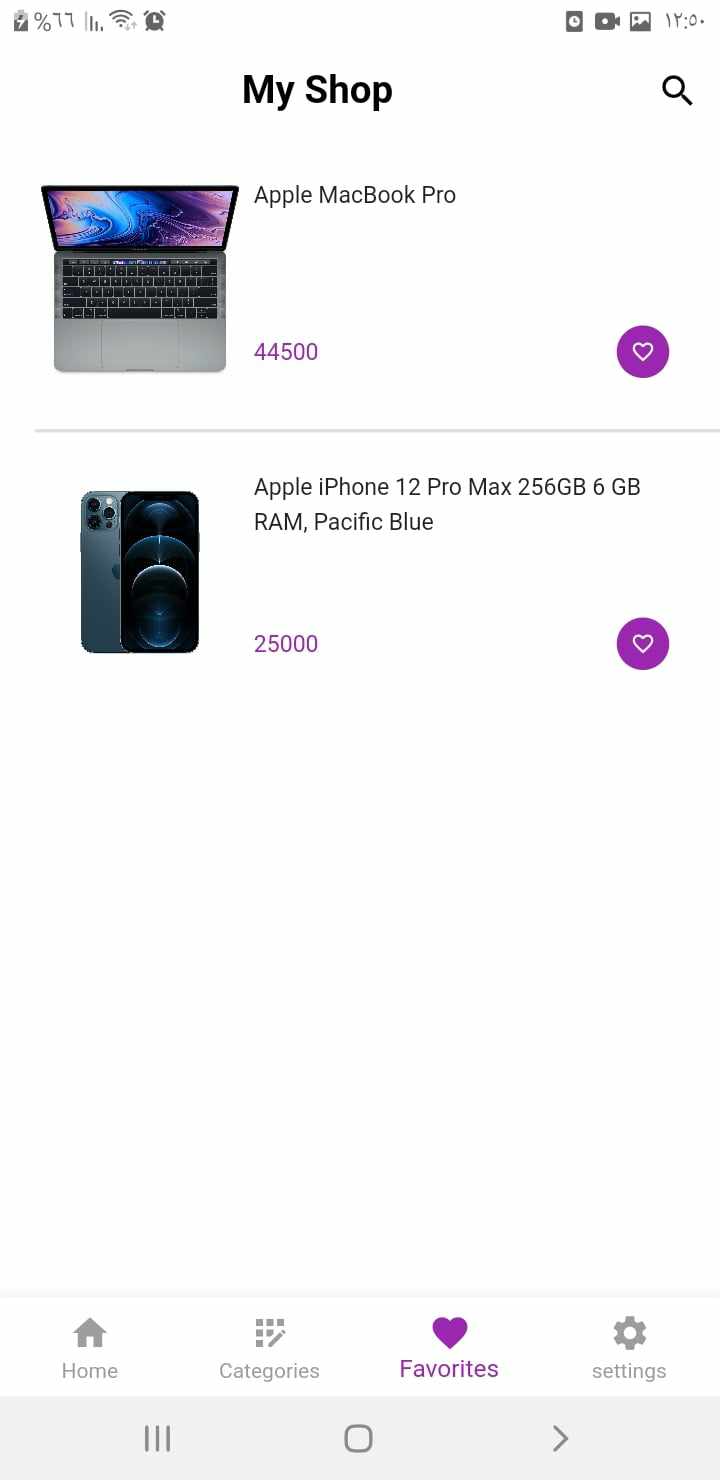 %٦٦
١٢:٥٠
My Shop
Apple MacBook Pro
44500
Apple iPhone 12 Pro Max 256GB 6 GB
RAM, Pacific Blue
25000
Home
Categories
Favorites
settings